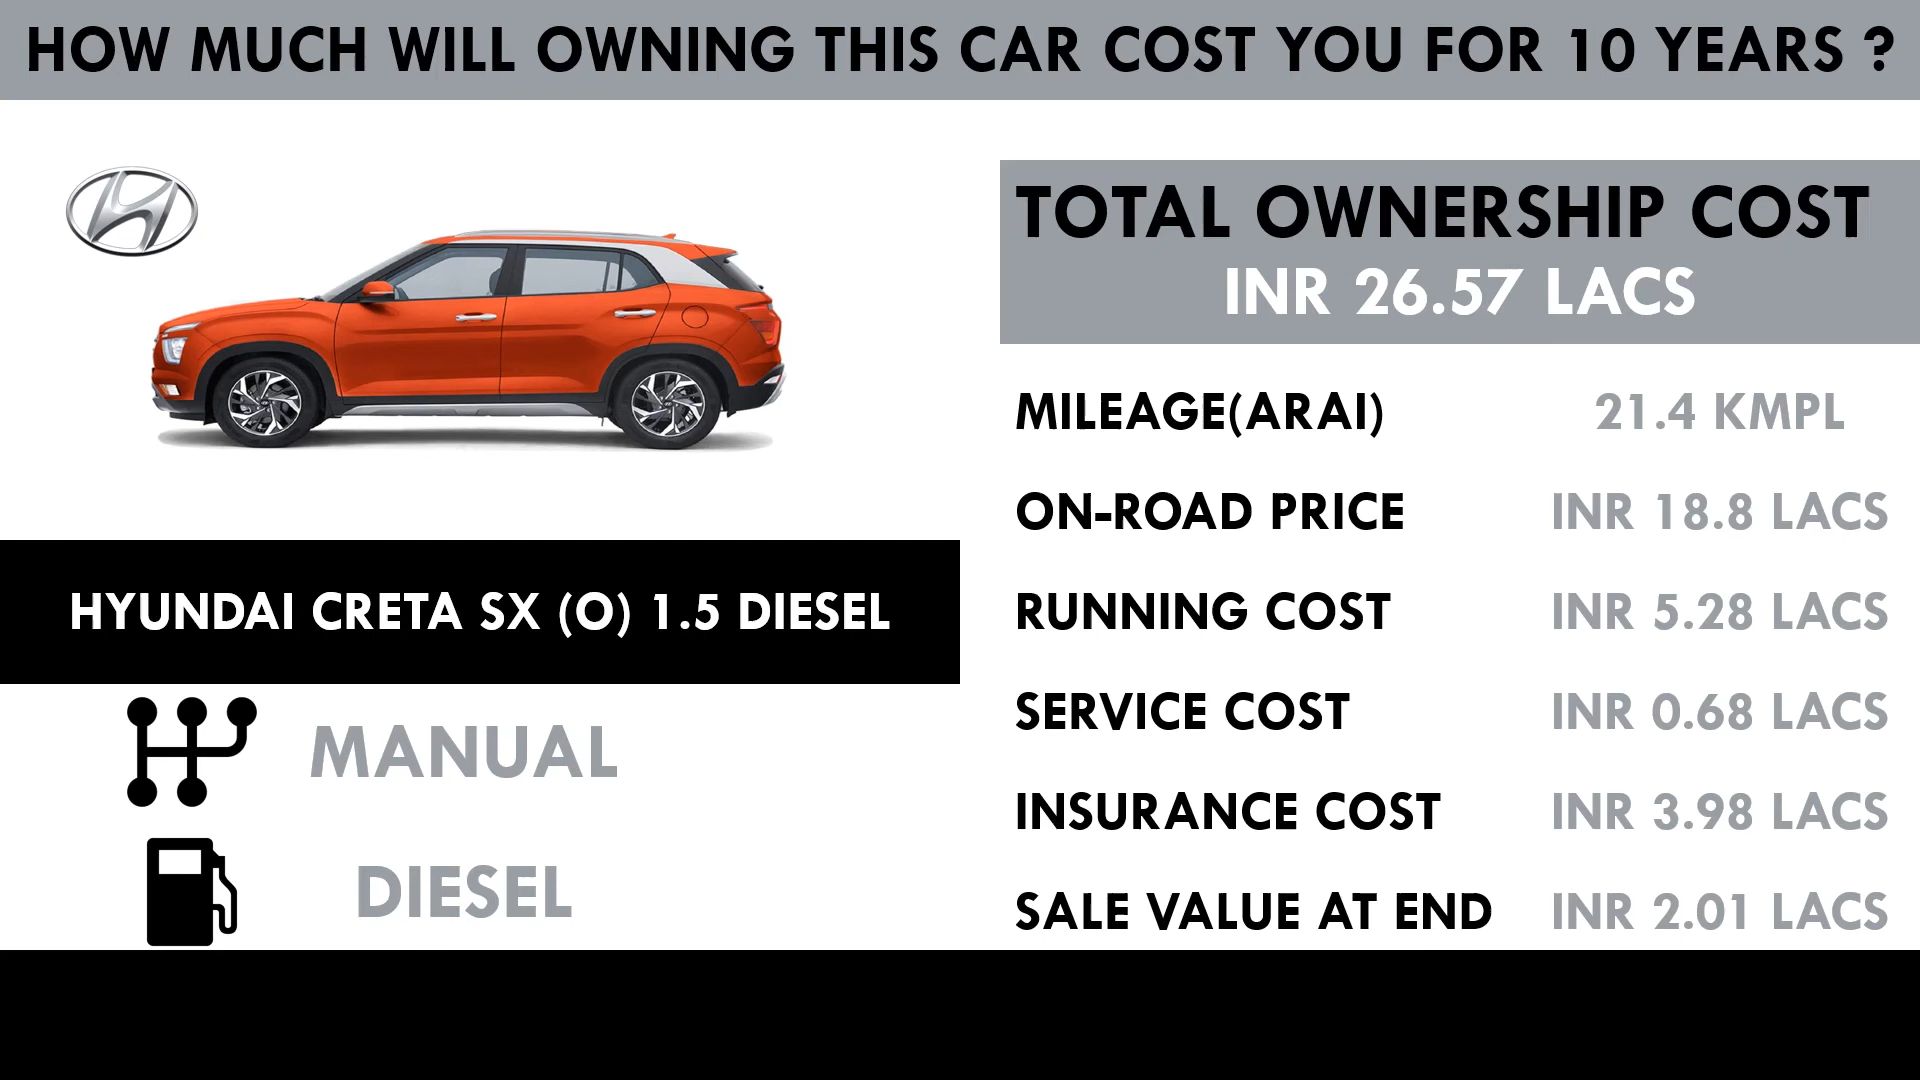 HOW MUCH WILL OWNING THIS CAR COST YOU FOR 10 YEARS ?
TOTAL OWNERSHIP COST
INR 26.57 LACS
MILEAGE(ARAI) 21.4 KMPL
ON-ROAD PRICE INR 18.8 LACS
RUNNING COST INR 5.28 LACS
SERVICE COST INR 0.68 LACS
INSURANCE COST INR 3.98 LACS
SALE VALUE AT END INR 2.01 LACS
HYUNDAI CRETA SX (O) 1.5 DIESEL
MANUAL
DIESEL